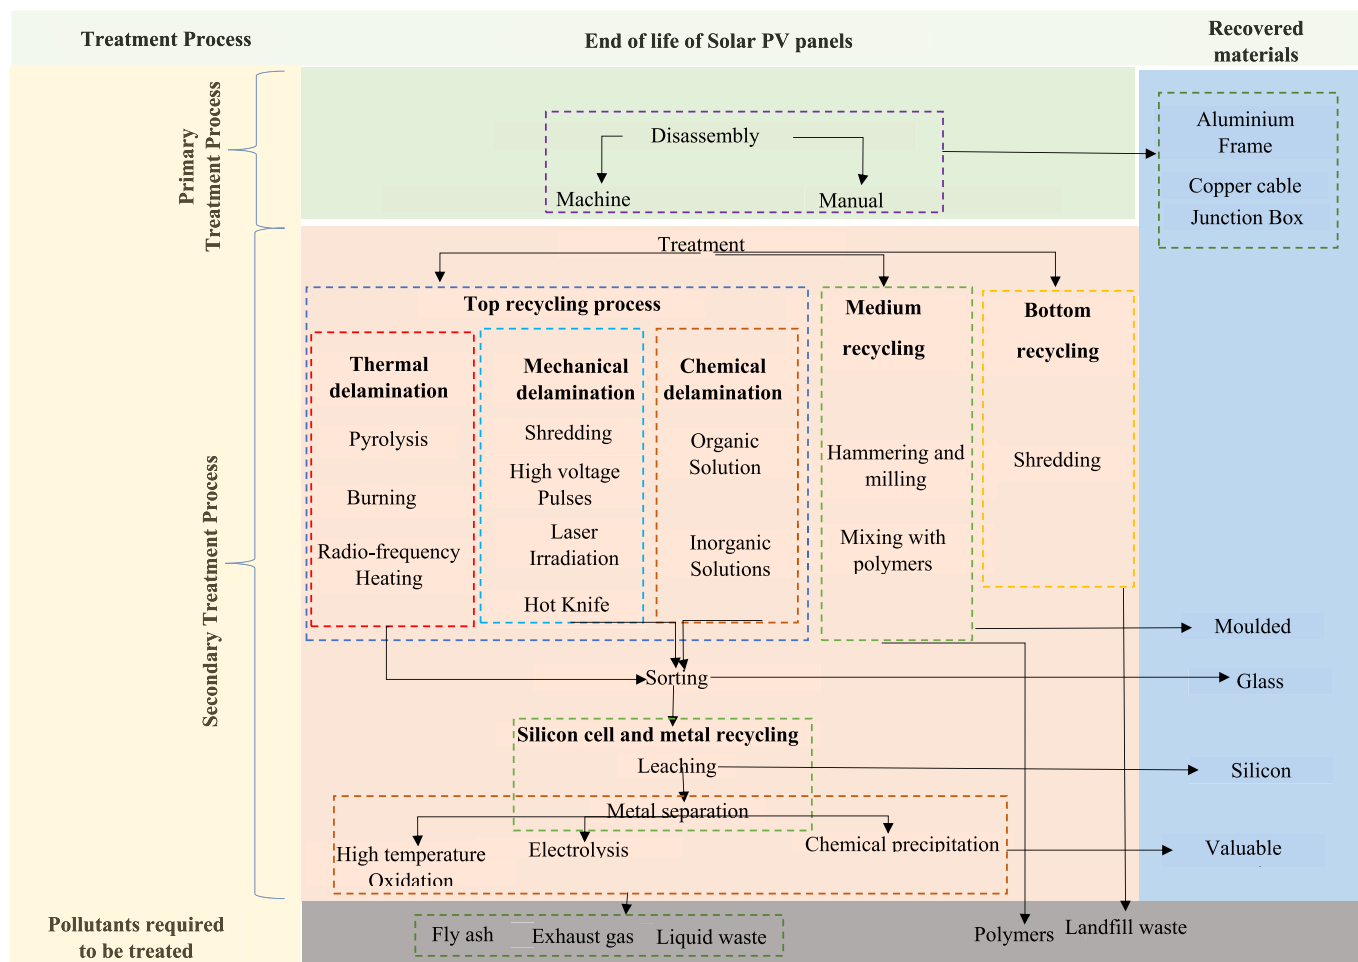 Treatment Process
End of life of Solar PV panels
Recovered
materials
Primary
Treatment Process
Disassembly
Machine
Manual
Aluminium
Frame
Copper cable
Junction Box
Secondary Treatment Process
Treatment
Top recycling process
Thermal
delamination
Pyrolysis
Burning
Radio-frequency
Heating
Mechanical
delamination
Shredding
High voltage
Pulses
Laser
Irradiation
Hot Knife
Chemical
delamination
Organic
Solution
Inorganic
Solutions
Medium
recycling
Hammering and
milling
Mixing with
polymers
Bottom
recycling
Shredding
Moulded
Sorting
Glass
Silicon cell and metal recycling
Leaching
Silicon
Metal separation
High temperature
Oxidation
Electrolysis
Chemical precipitation
Valuable
Pollutants required
to be treated
Fly ash
Exhaust gas
Liquid waste
Polymers
Landfill waste